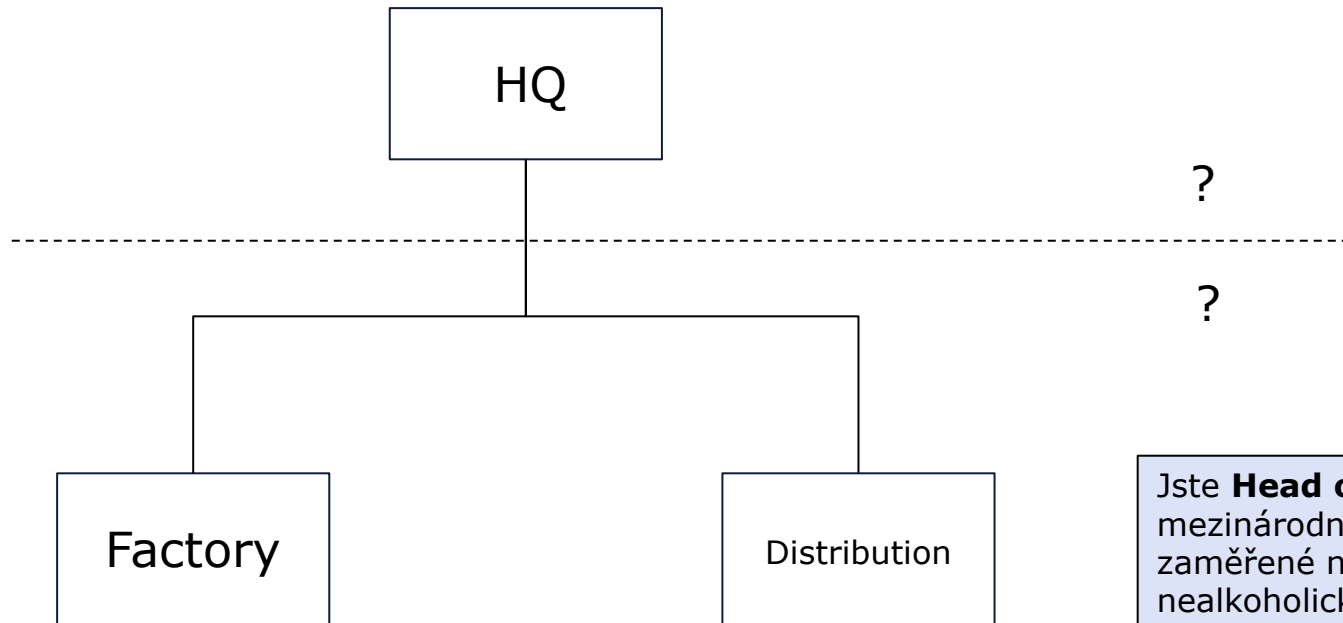 HQ
?
?
Factory
Distribution
Jste Head
mezinárodn
zaměřené n
nealkoholick